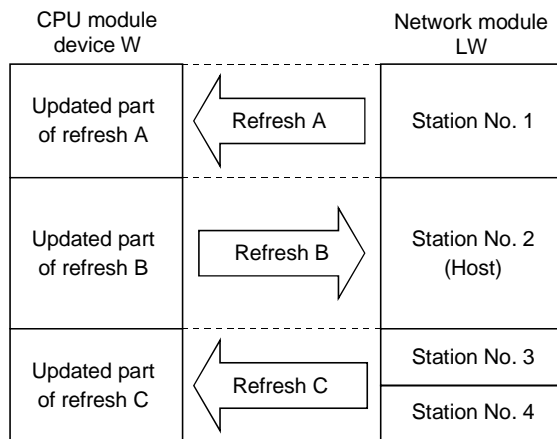 CPU module
device W
Network module
LW
Updated part
of refresh A
Refresh A
Station No. 1
Updated part
of refresh B
Refresh B
Station No. 2
(Host)
Updated part
of refresh C
Refresh C
Station No. 3
Station No. 4